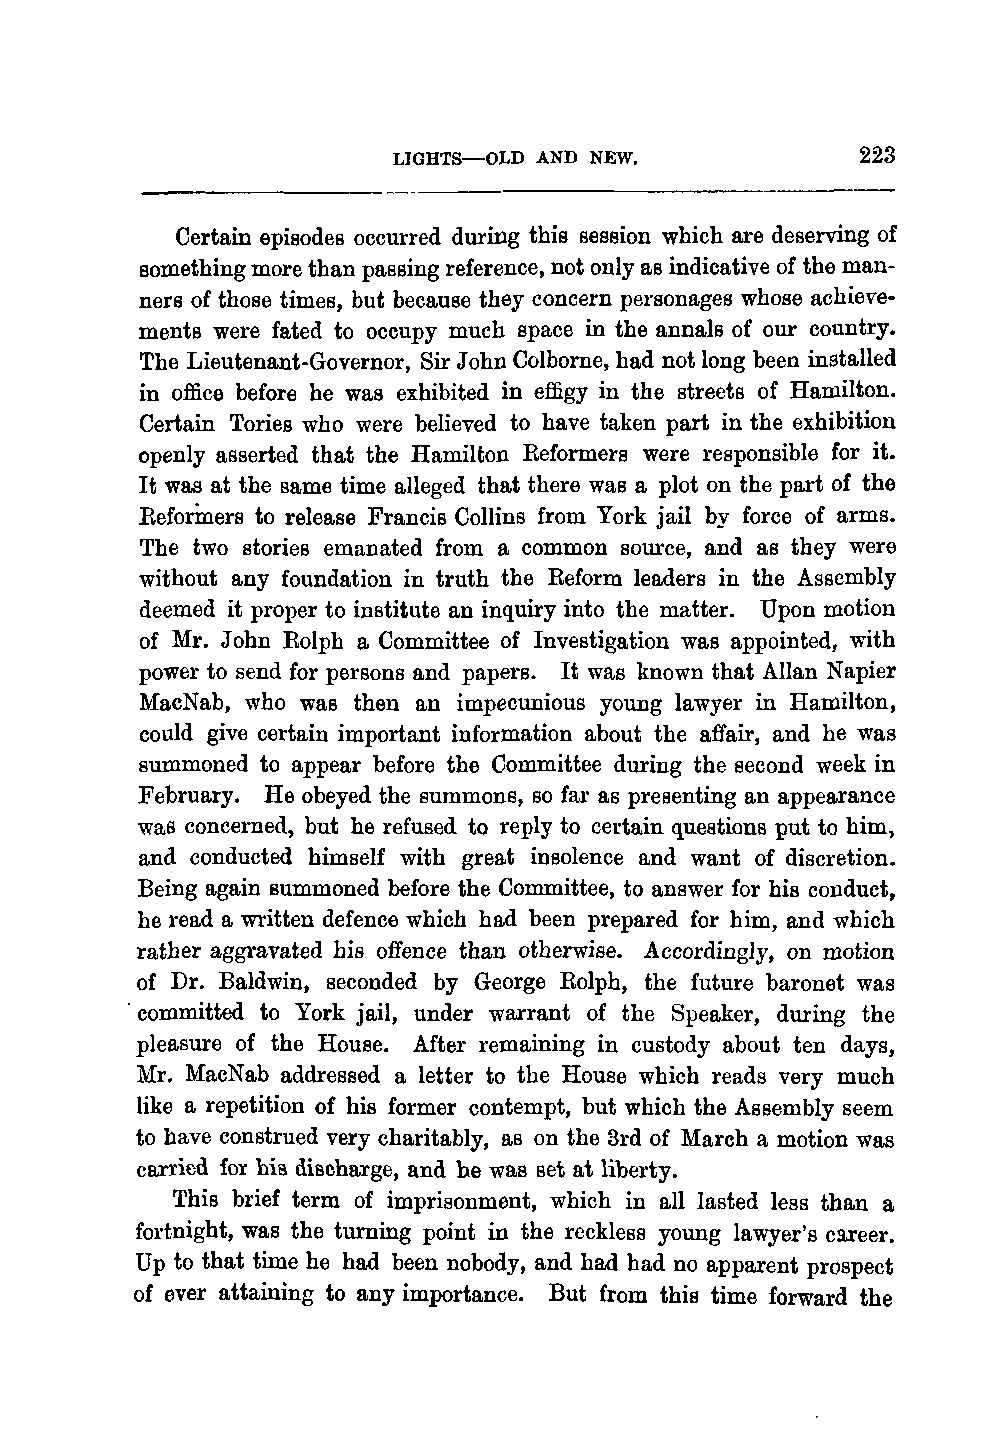 LIGHTS—OLD AND NEW. 223
Certain episodes occurred during this session which are deserving of
something more than passing reference, not only as indicative of the man-
ners of those times, but because they concern personages whose achieve-
ments were fated to occupy much space in the annals of our country.
The Lieutenant-Governor, Sir John Colborne, had not long been installed
in office before he was exhibited in effigy in the streets of Hamilton.
Certain Tories who were believed to have taken part in the exhibition
openly asserted that the Hamilton Reformers were responsible for it.
It was at the same time alleged that there was a plot on the part of the
Reformers to release Francis Collins from York jail by force of arms.
The two stories emanated from a common source, and as they were
without any foundation in truth the Reform leaders in the Assembly
deemed it proper to institute an inquiry into the matter. Upon motion
of Mr. John Rolph a Committee of Investigation was appointed, with
power to send for persons and papers. It was known that Allan Napier
MacNab, who was then an impecunious young lawyer in Hamilton,
could give certain important information about the affair, and he was
summoned to appear before the Committee during the second week in
February. He obeyed the summons, so far as presenting an appearance
was concerned, but he refused to reply to certain questions put to him,
and conducted himself with great insolence and want of discretion.
Being again summoned before the Committee, to answer for his conduct,
he read a written defence which had been prepared for him, and which
rather aggravated his offence than otherwise. Accordingly, on motion
of Dr. Baldwin, seconded by George Rolph, the future baronet was
committed to York jail, under warrant of the Speaker, during the
pleasure of the House. After remaining in custody about ten days,
Mr. MacNab addressed a letter to the House which reads very much
like a repetition of his former contempt, but which the Assembly seem
to have construed very charitably, as on the 3rd of March a motion was
carried for his discharge, and he was set at liberty.
This brief term of imprisonment, which in all lasted less than a
fortnight, was the turning point in the reckless young lawyer's career.
Up to that time he had been nobody, and had had no apparent prospect
of ever attaining to any importance. But from this time forward the